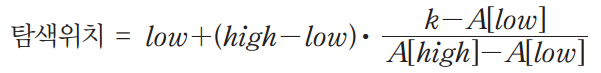 탐색위치 = low+(high−low)· (k−A[low])/(A[high]−A[low])